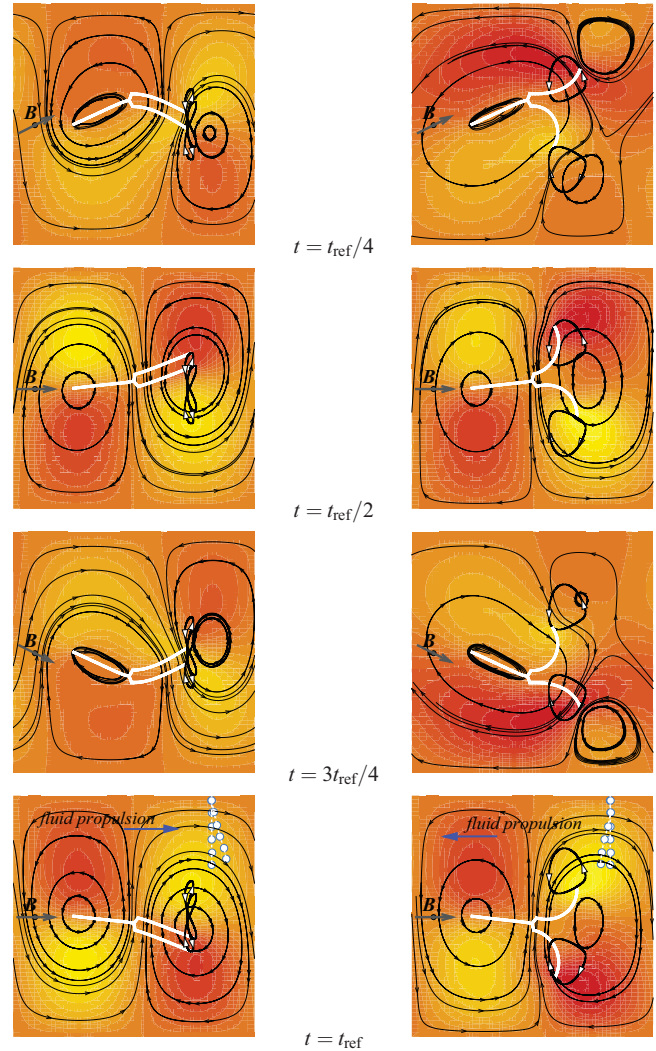 B
B
t = t_ref/4
B
B
t = t_ref/2
B
B
t = 3t_ref/4
fluid propulsion
fluid propulsion
B
B
t = t_ref